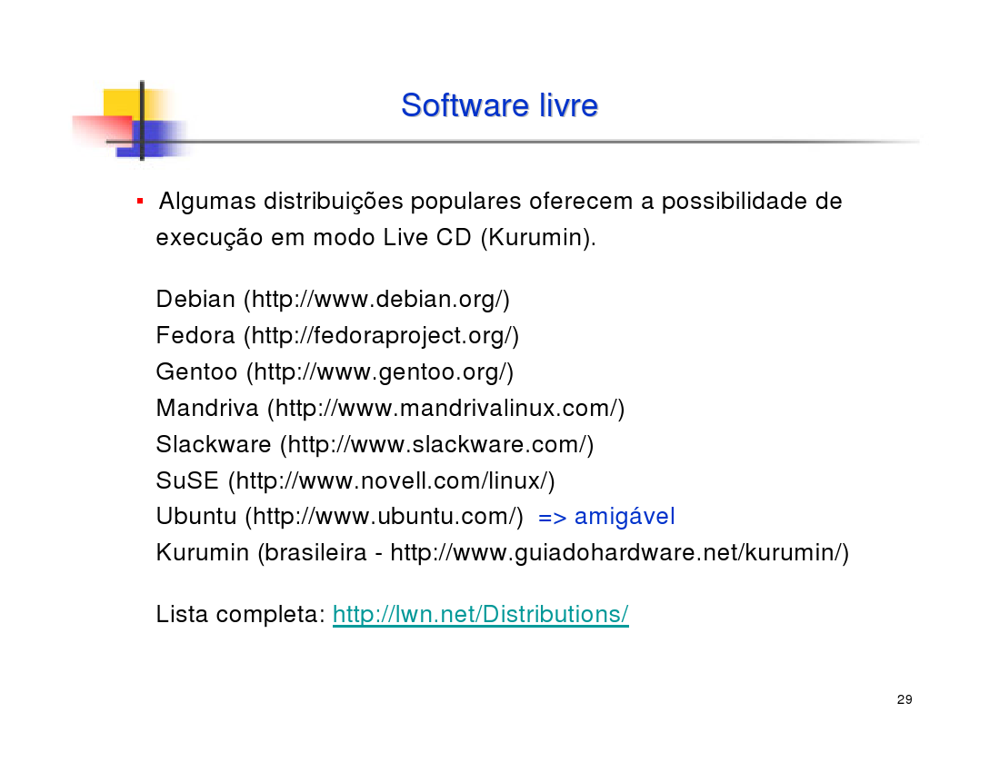 Software livre
▪ Algumas distribuições populares oferecem a possibilidade de
execução em modo Live CD (Kurumin).
Debian (http://www.debian.org/)
Fedora (http://fedoraproject.org/)
Gentoo (http://www.gentoo.org/)
Mandriva (http://www.mandrivalinux.com/)
Slackware (http://www.slackware.com/)
SuSE (http://www.novell.com/linux/)
Ubuntu (http://www.ubuntu.com/) => amigável
Kurumin (brasileira - http://www.guiadohardware.net/kurumin/)
Lista completa: http://lwn.net/Distributions/
29